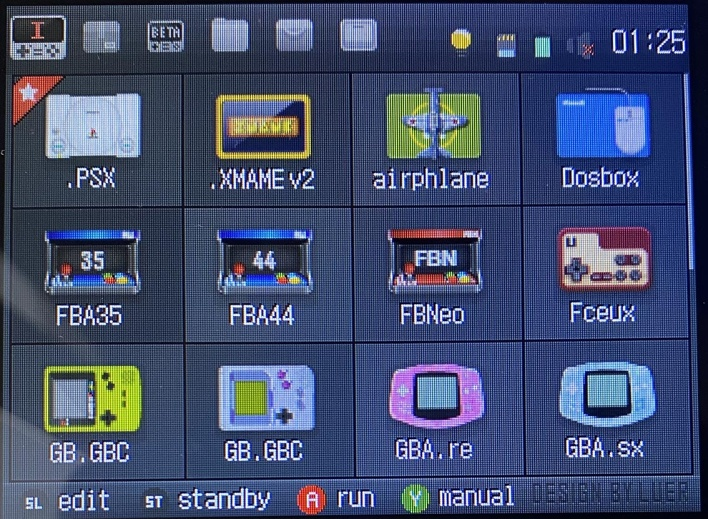 I BETA 01:25
.PSX .XMAME v2 airphlane Dosbox
35 44 FBN U
FBA35 FBA44 FBNeo Fceux
GB.GBC GB.GBC GBA.re GBA.sx
SL edit ST standby A run Y manual DESIGN BY LUER